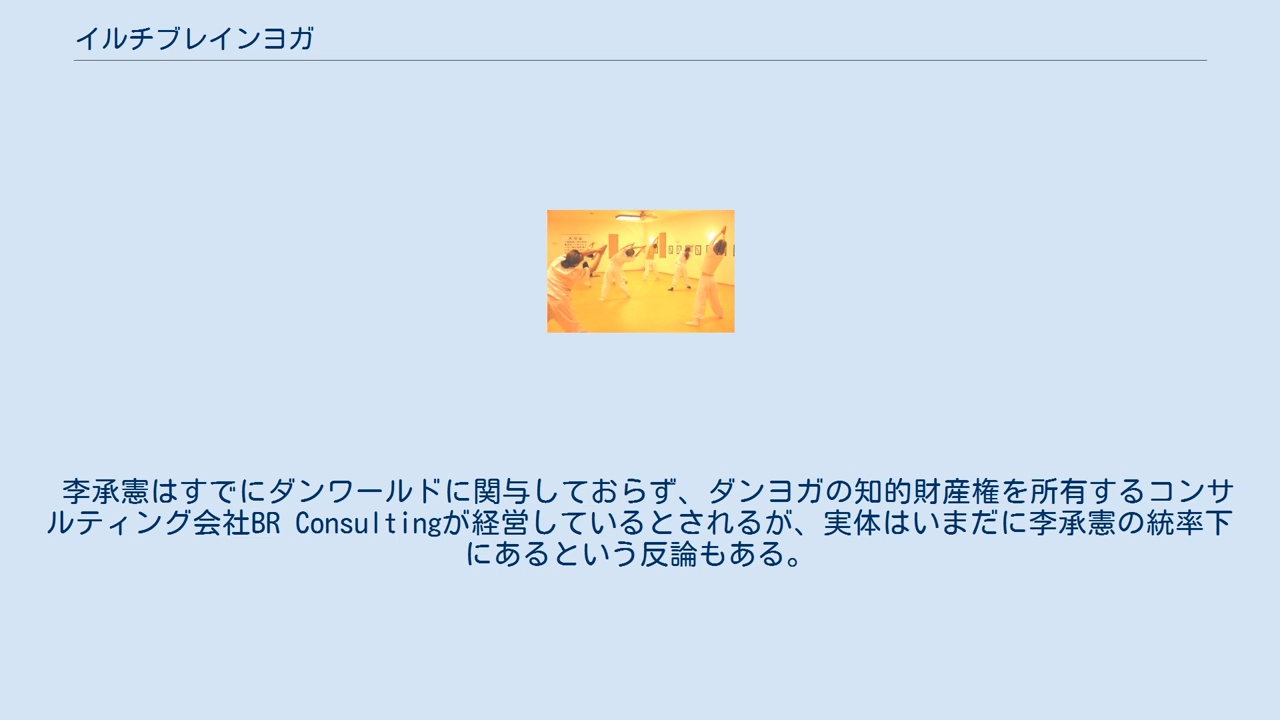 イルチブレインヨガ
李承憲はすでにダンワールドに関与しておらず、ダンヨガの知的財産権を所有するコンサ
ルティング会社BR Consultingが経営しているとされるが、実体はいまだに李承憲の統率下
にあるという反論もある。